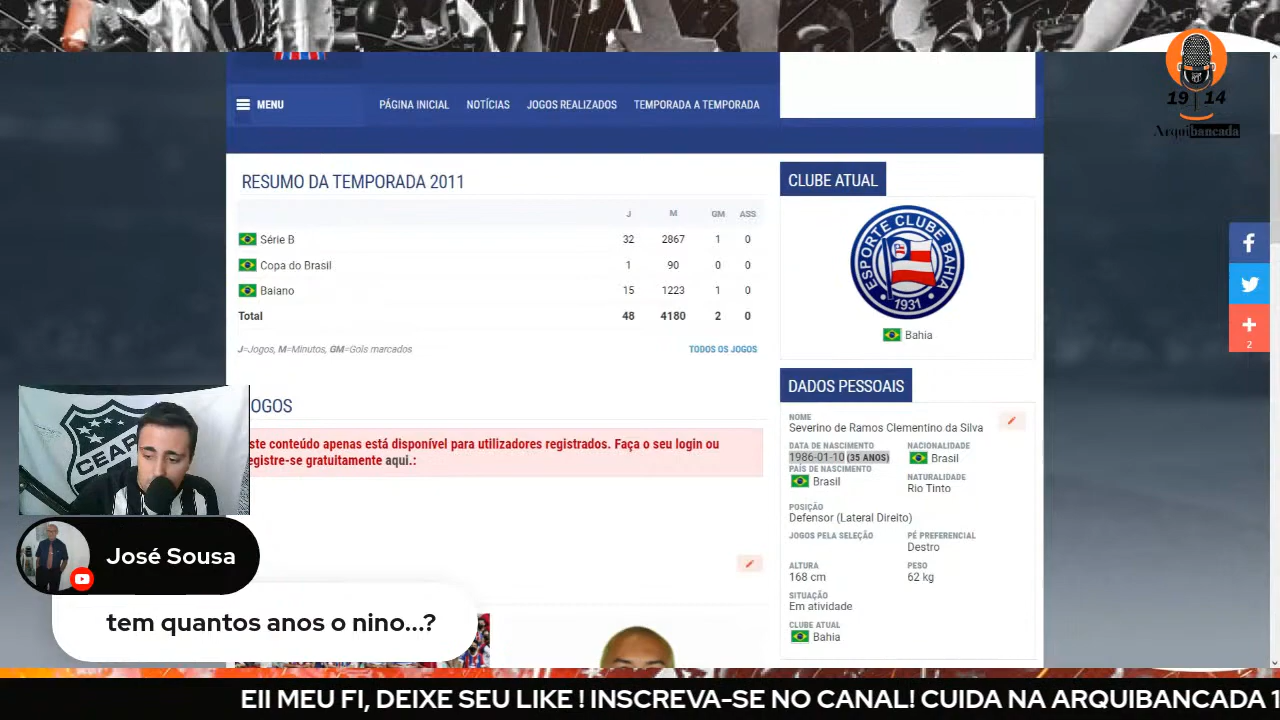 19 14
Arquibancada
MENU
PÁGINA INICIAL
NOTÍCIAS
JOGOS REALIZADOS
TEMPORADA A TEMPORADA
RESUMO DA TEMPORADA 2011
J M GM ASS
Série B 32 2867 1 0
Copa do Brasil 1 90 0 0
Baiano 15 1223 1 0
Total 48 4180 2 0
J=Jogos, M=Minutos, GM=Gols marcados
TODOS OS JOGOS
OGOS
ste conteúdo apenas está disponível para utilizadores registrados. Faça o seu login ou
egistre-se gratuitamente aqui.:
CLUBE ATUAL
ESPORTE CLUBE BAHIA
1931
Bahia
DADOS PESSOAIS
NOME
Severino de Ramos Clementino da Silva
DATA DE NASCIMENTO NACIONALIDADE
1986-01-10 (35 ANOS) Brasil
PAÍS DE NASCIMENTO NATURALIDADE
Brasil Rio Tinto
POSIÇÃO
Defensor (Lateral Direito)
JOGOS PELA SELEÇÃO PÉ PREFERENCIAL
Destro
ALTURA PESO
168 cm 62 kg
SITUAÇÃO
Em atividade
CLUBE ATUAL
Bahia
2
CEARÁ
José Sousa
tem quantos anos o nino...?
EII MEU FI, DEIXE SEU LIKE ! INSCREVA-SE NO CANAL! CUIDA NA ARQUIBANCADA 1